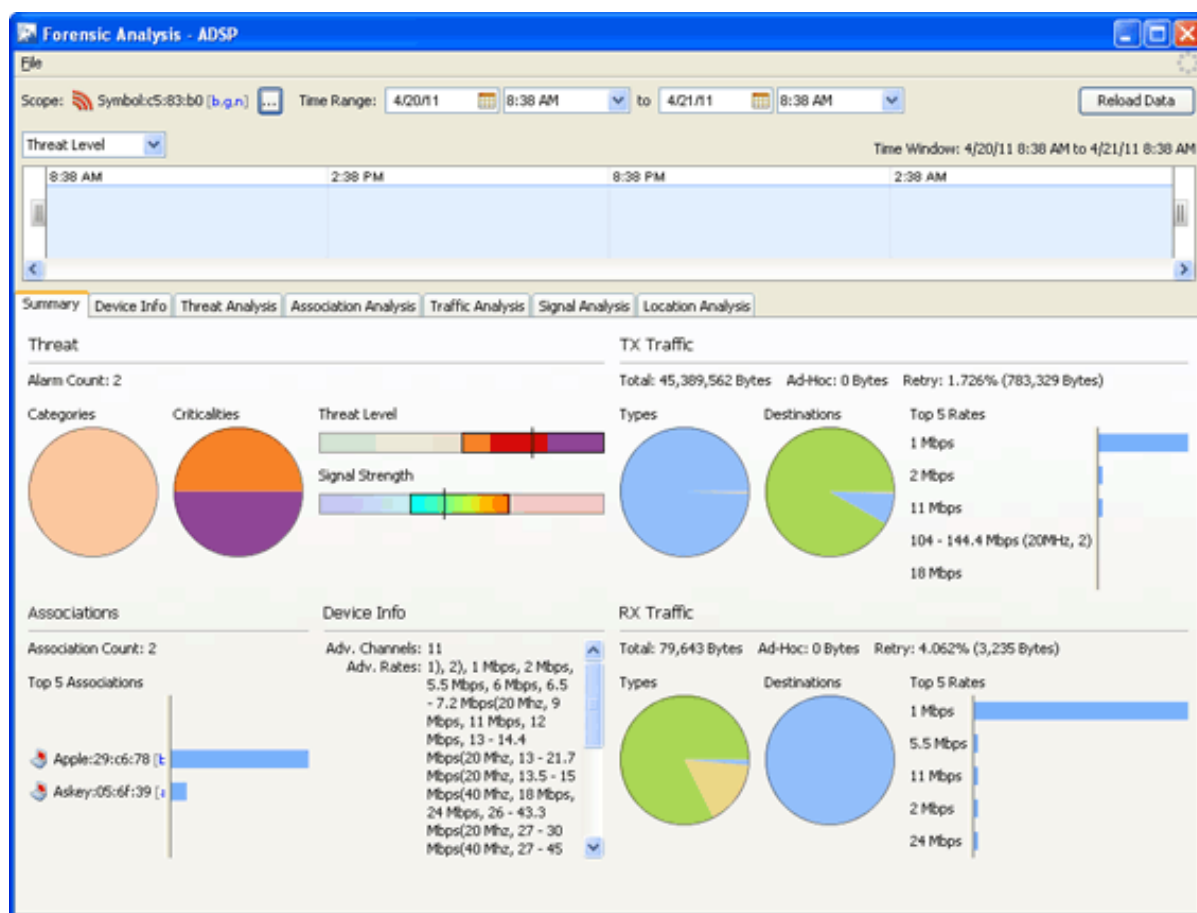 Forensic Analysis - ADSP
File
Scope: Symbol:c5:83:b0 [b,g,n] ... Time Range: 4/20/11 8:38 AM to 4/21/11 8:38 AM Reload Data
Threat Level Time Window: 4/20/11 8:38 AM to 4/21/11 8:38 AM
8:38 AM 2:38 PM 8:38 PM 2:38 AM
Summary Device Info Threat Analysis Association Analysis Traffic Analysis Signal Analysis Location Analysis
Threat
Alarm Count: 2
Categories Criticalities Threat Level
Signal Strength
TX Traffic
Total: 45,389,562 Bytes Ad-Hoc: 0 Bytes Retry: 1.726% (783,329 Bytes)
Types Destinations Top 5 Rates
1 Mbps
2 Mbps
11 Mbps
104 - 144.4 Mbps (20MHz, 2)
18 Mbps
Associations
Association Count: 2
Top 5 Associations
Apple:29:c6:78 [b
Askey:05:6f:39 [a
Device Info
Adv. Channels: 11
Adv. Rates: 1), 2), 1 Mbps, 2 Mbps,
5.5 Mbps, 6 Mbps, 6.5
- 7.2 Mbps(20 Mhz, 9
Mbps, 11 Mbps, 12
Mbps, 13 - 14.4
Mbps(20 Mhz, 13 - 21.7
Mbps(20 Mhz, 13.5 - 15
Mbps(40 Mhz, 18 Mbps,
24 Mbps, 26 - 43.3
Mbps(20 Mhz, 27 - 30
Mbps(40 Mhz, 27 - 45
RX Traffic
Total: 79,643 Bytes Ad-Hoc: 0 Bytes Retry: 4.062% (3,235 Bytes)
Types Destinations Top 5 Rates
1 Mbps
5.5 Mbps
11 Mbps
2 Mbps
24 Mbps